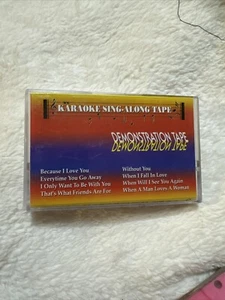 KARAOKE SING-ALONG TAPE
DEMONSTRATION TAPE
Because I Love You
Everytime You Go Away
I Only Want To Be With You
That's What Friends Are For
Without You
When I Fall In Love
When Will I See You Again
When A Man Loves A Woman